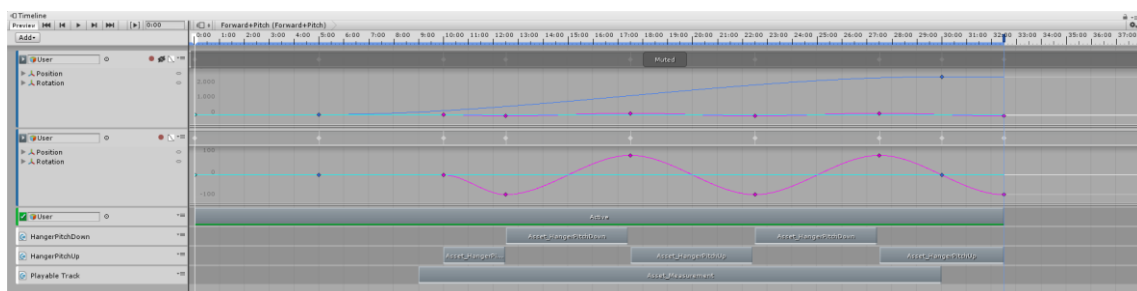 Timeline
Preview 0:00 Forward+Pitch (Forward+Pitch)
Add 0:00 1:00 2:00 3:00 4:00 5:00 6:00 7:00 8:00 9:00 10:00 11:00 12:00 13:00 14:00 15:00 16:00 17:00 18:00 19:00 20:00 21:00 22:00 23:00 24:00 25:00 26:00 27:00 28:00 29:00 30:00 31:00 33:00 34:00 35:00 36:00 37:00
User Muted
Position
Rotation
1,000
0
User
Position 100
Rotation
0
-100
User Active
HangerPitchDown Asset_HangerPitchDown Asset_HangerPitchDown
HangerPitchUp Asset_HangerP... Asset_HangerPitchUp Asset_HangerPitchUp
Playable Track Asset_Measurement